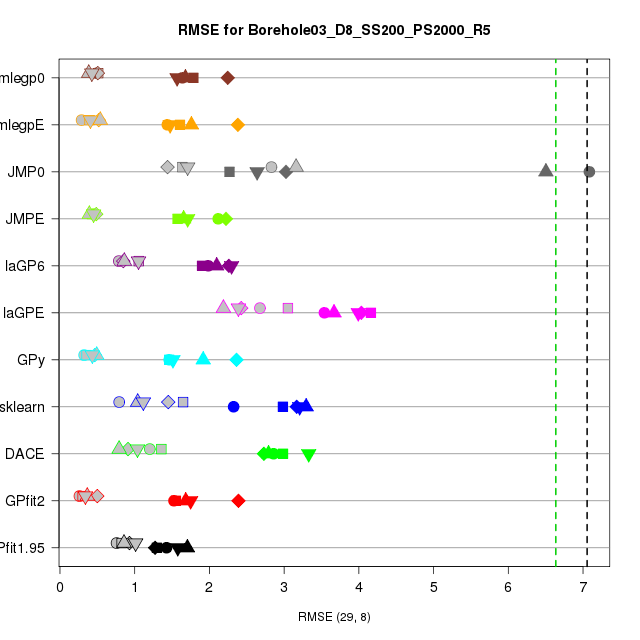 RMSE for Borehole03_D8_SS200_PS2000_R5
mlegp0
mlegpE
JMP0
JMPE
laGP6
laGPE
GPy
sklearn
DACE
GPfit2
Pfit1.95
0 1 2 3 4 5 6 7
RMSE (29, 8)